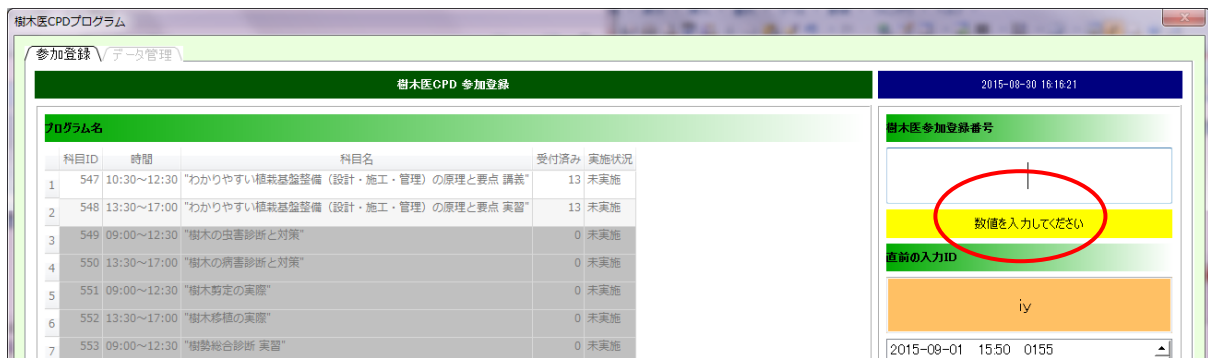 樹木医CPDプログラム
参加登録 データ管理
樹木医CPD 参加登録
2015-08-30 16:16:21
プログラム名
科目ID 時間 科目名 受付済み 実施状況
1 547 10:30～12:30 "わかりやすい植栽基盤整備（設計・施工・管理）の原理と要点 講義" 13 未実施
2 548 13:30～17:00 "わかりやすい植栽基盤整備（設計・施工・管理）の原理と要点 実習" 13 未実施
3 549 09:00～12:30 "樹木の虫害診断と対策" 0 未実施
4 550 13:30～17:00 "樹木の病害診断と対策" 0 未実施
5 551 09:00～12:30 "樹木剪定の実際" 0 未実施
6 552 13:30～17:00 "樹木移植の実際" 0 未実施
7 553 09:00～12:30 "樹勢総合診断 実習" 0 未実施
樹木医参加登録番号
数値を入力してください
直前の入力ID
iy
2015-09-01 15:50 0155